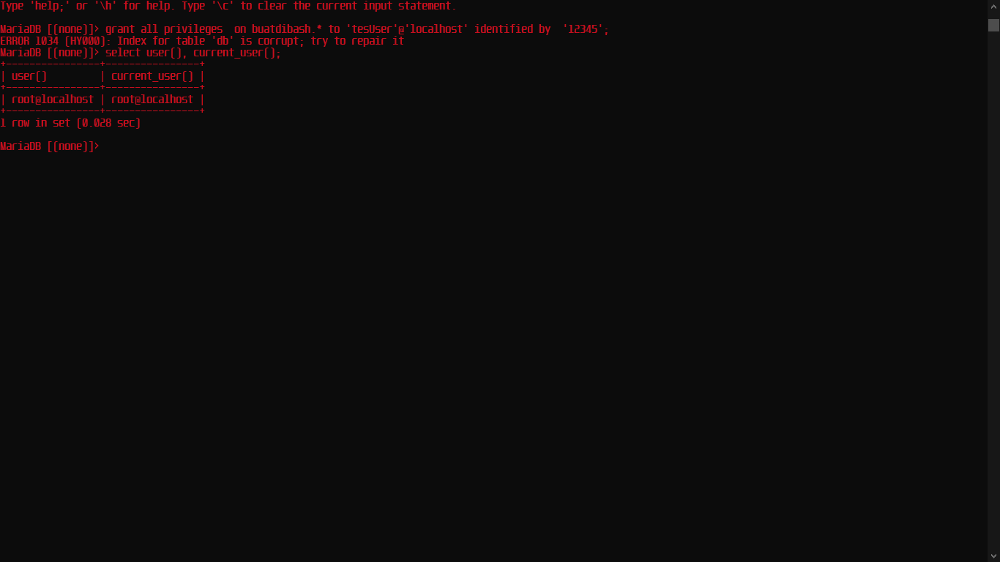 Type 'help;' or '\h' for help. Type '\c' to clear the current input statement.
MariaDB [(none)]> grant all privileges  on buatdibash.* to 'tesUser'@'localhost' identified by  '12345';
ERROR 1034 (HY000): Index for table 'db' is corrupt; try to repair it
MariaDB [(none)]> select user(), current_user();
+----------------+----------------+
| user()         | current_user() |
+----------------+----------------+
| root@localhost | root@localhost |
+----------------+----------------+
1 row in set (0.028 sec)
MariaDB [(none)]>